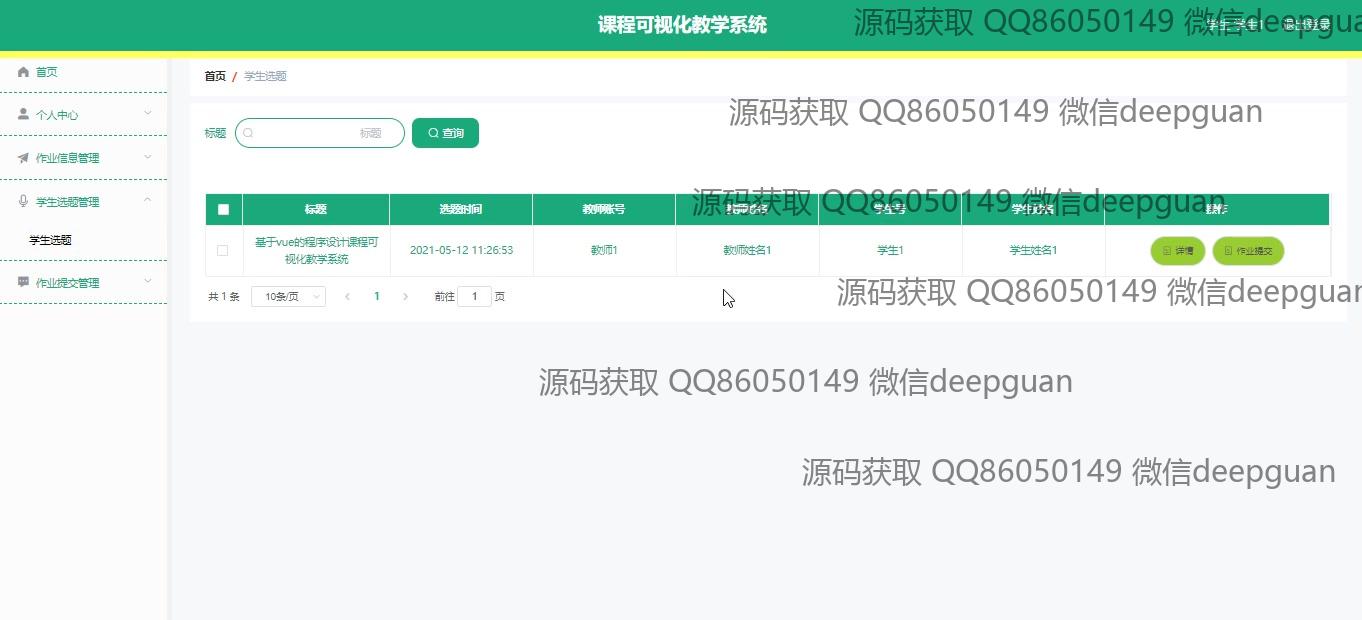 课程可视化教学系统
学生 学生1 退出登录
源码获取 QQ86050149 微信deepgua
首页
个人中心
作业信息管理
学生选题管理
学生选题
作业提交管理
首页 / 学生选题
源码获取 QQ86050149 微信deepguan
标题 标题 查询
源码获取 QQ86050149 微信deepguan
标题 选题时间 教师账号 教师姓名 学生号 学生姓名 操作
基于vue的程序设计课程可
视化教学系统
2021-05-12 11:26:53 教师1 教师姓名1 学生1 学生姓名1 详情 作业提交
共 1 条 10条/页 1 前往 1 页
源码获取 QQ86050149 微信deepguan
源码获取 QQ86050149 微信deepguan
源码获取 QQ86050149 微信deepguan